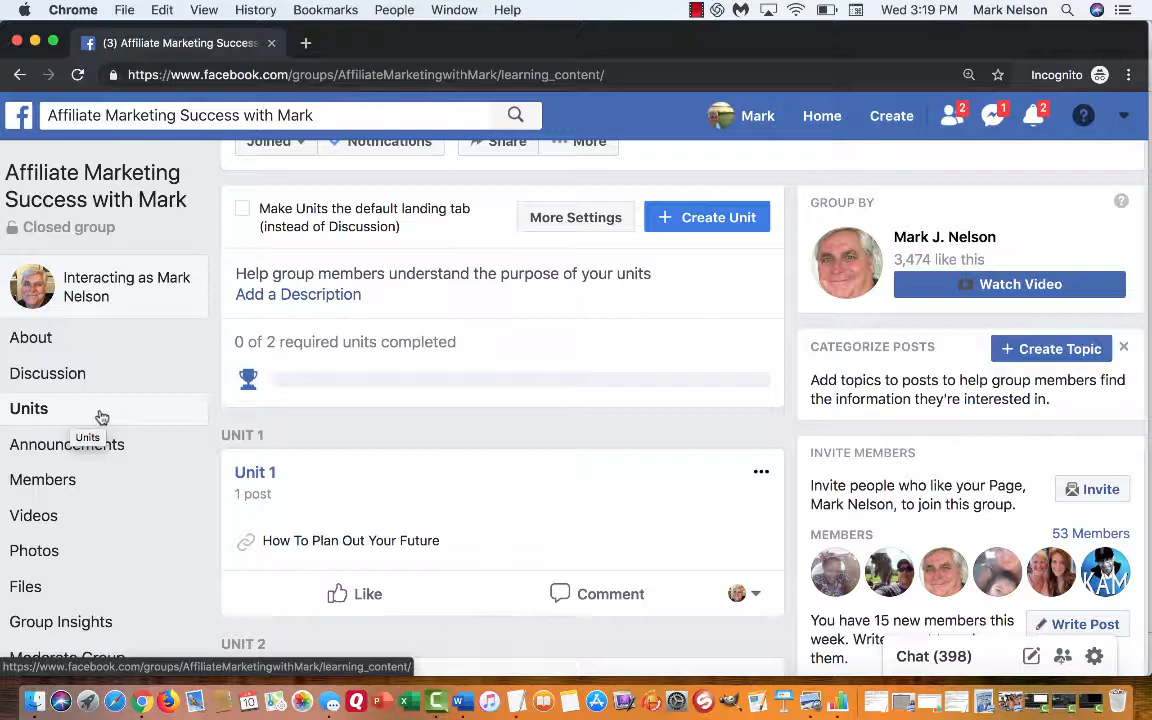 Chrome File Edit View History Bookmarks People Window Help Wed 3:19 PM Mark Nelson
(3) Affiliate Marketing Success
https://www.facebook.com/groups/AffiliateMarketingwithMark/learning_content/ Incognito
Affiliate Marketing Success with Mark Mark Home Create 2 1 2
Joined Notifications Share More
Affiliate Marketing
Success with Mark
Closed group
Interacting as Mark
Nelson
About
Discussion
Units
Units
Announcements
Members
Videos
Photos
Files
Group Insights
Moderate Group
https://www.facebook.com/groups/AffiliateMarketingwithMark/learning_content/
Make Units the default landing tab
(instead of Discussion)
More Settings
+ Create Unit
Help group members understand the purpose of your units
Add a Description
0 of 2 required units completed
UNIT 1
Unit 1
1 post
How To Plan Out Your Future
Like Comment
UNIT 2
GROUP BY
Mark J. Nelson
3,474 like this
Watch Video
CATEGORIZE POSTS
+ Create Topic
Add topics to posts to help group members find
the information they're interested in.
INVITE MEMBERS
Invite people who like your Page,
Mark Nelson, to join this group.
Invite
MEMBERS 53 Members
KAM
You have 15 new members this
week. Write
them.
Write Post
Chat (398)